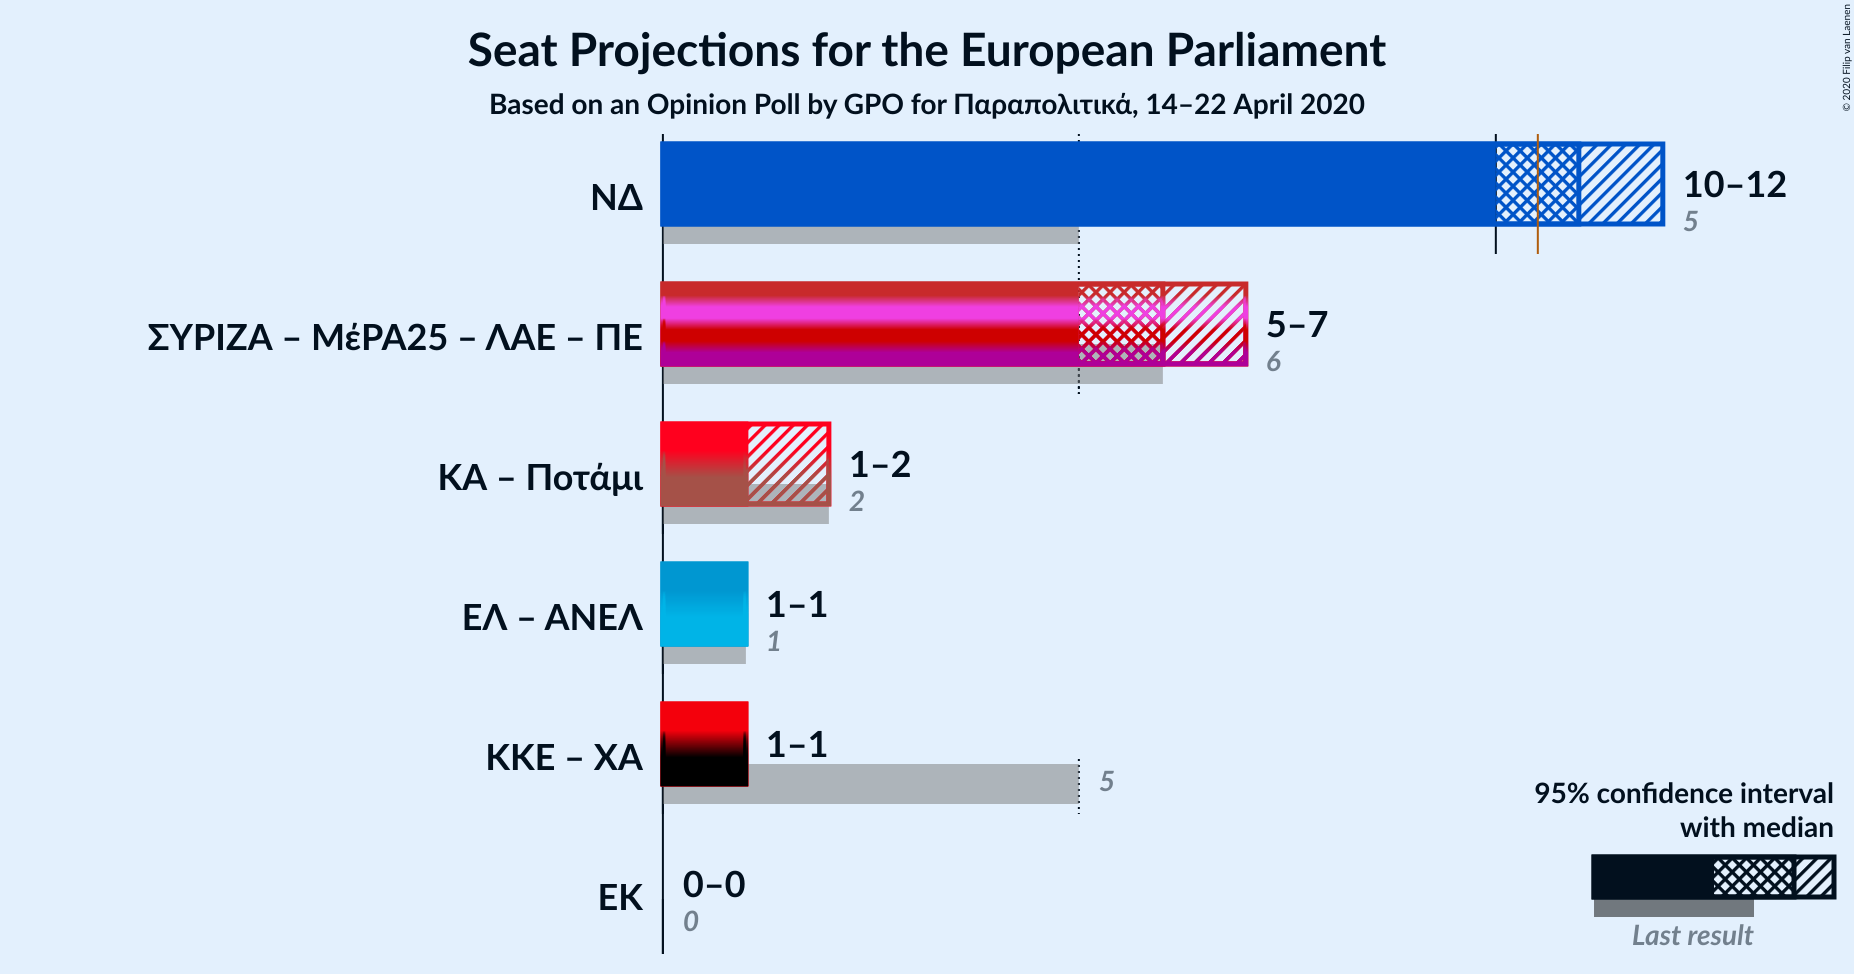 Seat Projections for the European Parliament
Based on an Opinion Poll by GPO for Παραπολιτικά, 14–22 April 2020
© 2020 Filip van Laenen
ΝΔ
10–12
5
ΣΥΡΙΖΑ – ΜέΡΑ25 – ΛΑΕ – ΠΕ
5–7
6
ΚΑ – Ποτάμι
1–2
2
ΕΛ – ΑΝΕΛ
1–1
1
ΚΚΕ – ΧΑ
1–1
5
ΕΚ
0–0
0
95% confidence interval
with median
Last result